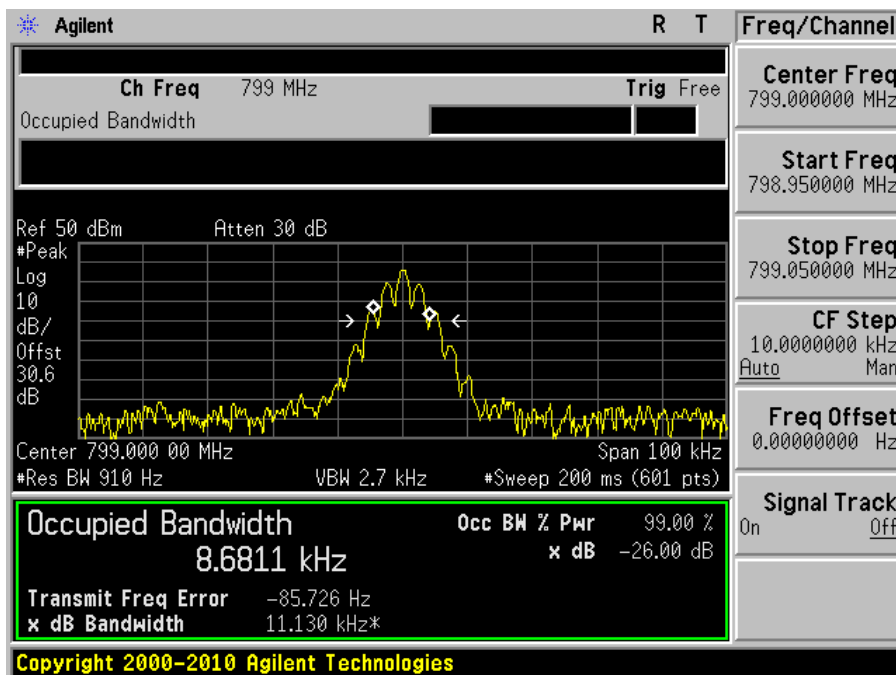 Agilent R T
Ch Freq 799 MHz Trig Free
Occupied Bandwidth
Ref 50 dBm Atten 30 dB
#Peak
Log
10
dB/
Offst
30.6
dB
Center 799.000 00 MHz Span 100 kHz
#Res BW 910 Hz VBW 2.7 kHz #Sweep 200 ms (601 pts)
Occupied Bandwidth Occ BW % Pwr 99.00 %
8.6811 kHz x dB -26.00 dB
Transmit Freq Error -85.726 Hz
x dB Bandwidth 11.130 kHz*
Copyright 2000-2010 Agilent Technologies
Freq/Channel
Center Freq
799.000000 MHz
Start Freq
798.950000 MHz
Stop Freq
799.050000 MHz
CF Step
10.0000000 kHz
Auto Man
Freq Offset
0.00000000 Hz
Signal Track
On Off